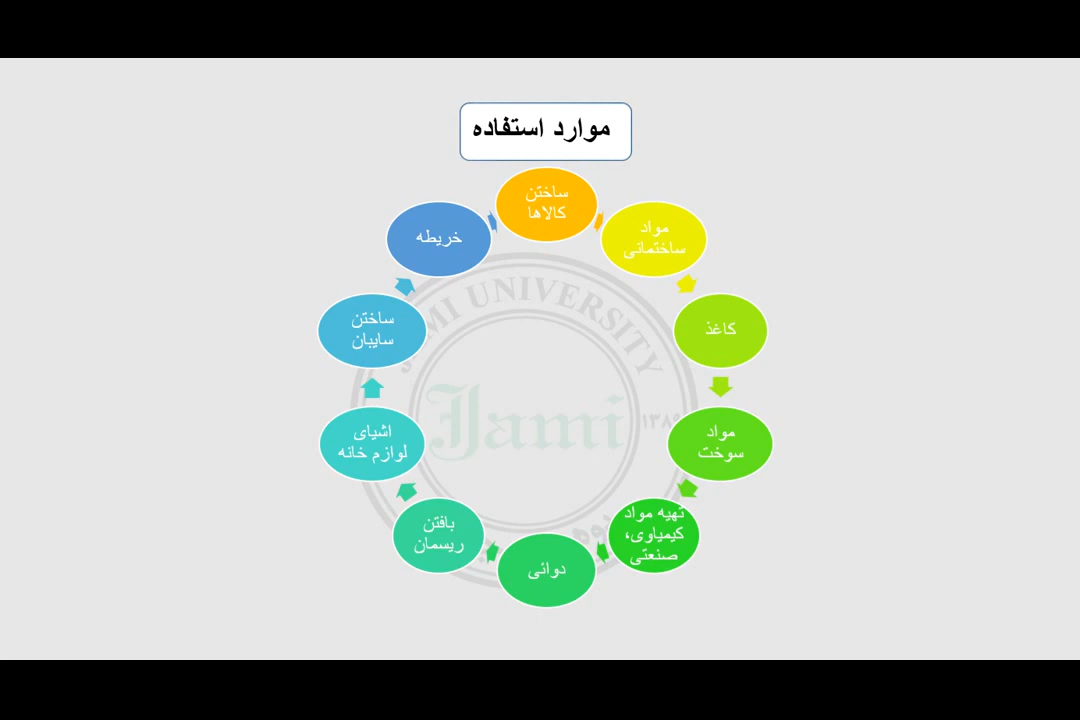 موارد استفاده
ساختن
کالاها
مواد
ساختمانی
کاغذ
مواد
سوخت
تهیه مواد
کیمیاوی،
صنعتی
دوائی
بافتن
ریسمان
اشیای
لوازم خانه
ساختن
سایبان
خریطه
JAMI UNIVERSITY
Jami
۱۳۸۹